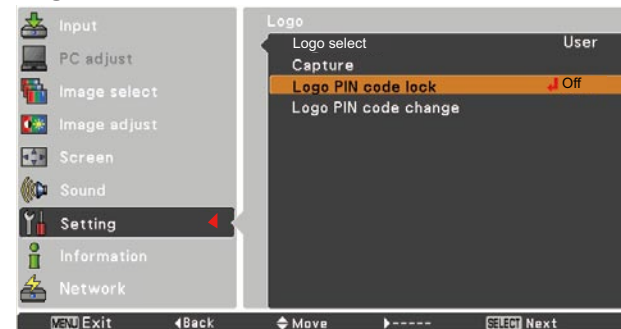 Input
PC adjust
Image select
Image adjust
Screen
Sound
Setting
Information
Network
Logo
Logo select User
Capture
Logo PIN code lock Off
Logo PIN code change
MENU Exit Back Move ----- SELECT Next